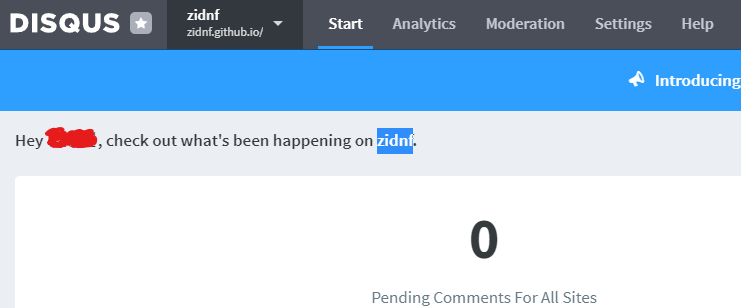 DISQUS zidnf Start Analytics Moderation Settings Help
zidnf.github.io/
Introducing
Hey , check out what's been happening on zidnf.
0
Pending Comments For All Sites